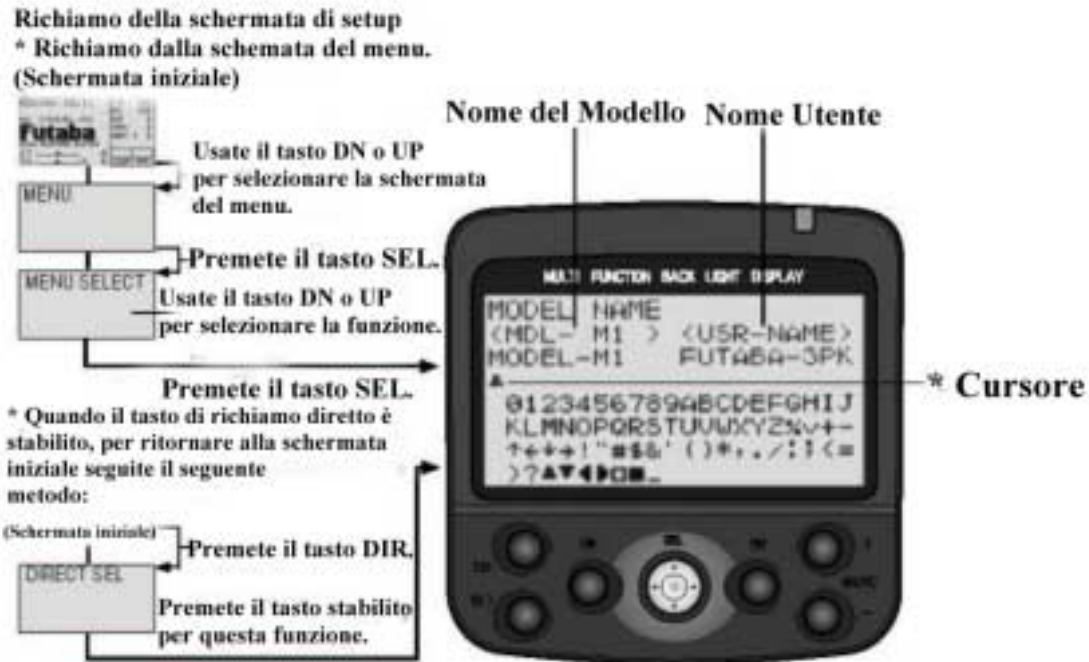 Richiamo della schermata di setup
* Richiamo dalla schemata del menu.
(Schermata iniziale)
Futaba
Usate il tasto DN o UP
per selezionare la schermata
del menu.
MENU
Premete il tasto SEL.
MENU SELECT
Usate il tasto DN o UP
per selezionare la funzione.
Premete il tasto SEL.
* Quando il tasto di richiamo diretto è
stabilito, per ritornare alla schermata
iniziale seguite il seguente
metodo:
(Schermata iniziale)
Premete il tasto DIR.
DIRECT SEL
Premete il tasto stabilito
per questa funzione.
Nome del Modello
Nome Utente
MULTI FUNCTION BACK LIGHT DISPLAY
MODEL NAME
<MDL- M1 > <USR-NAME>
MODEL-M1 FUTABA-3PK
▲
* Cursore
0123456789ABCDEFGHIJ
KLMNOPQRSTUVWXYZ%∨+-
↑←↓→!"#$&'()*,./:;<=
>?▲▼◀▶□■_
SEL